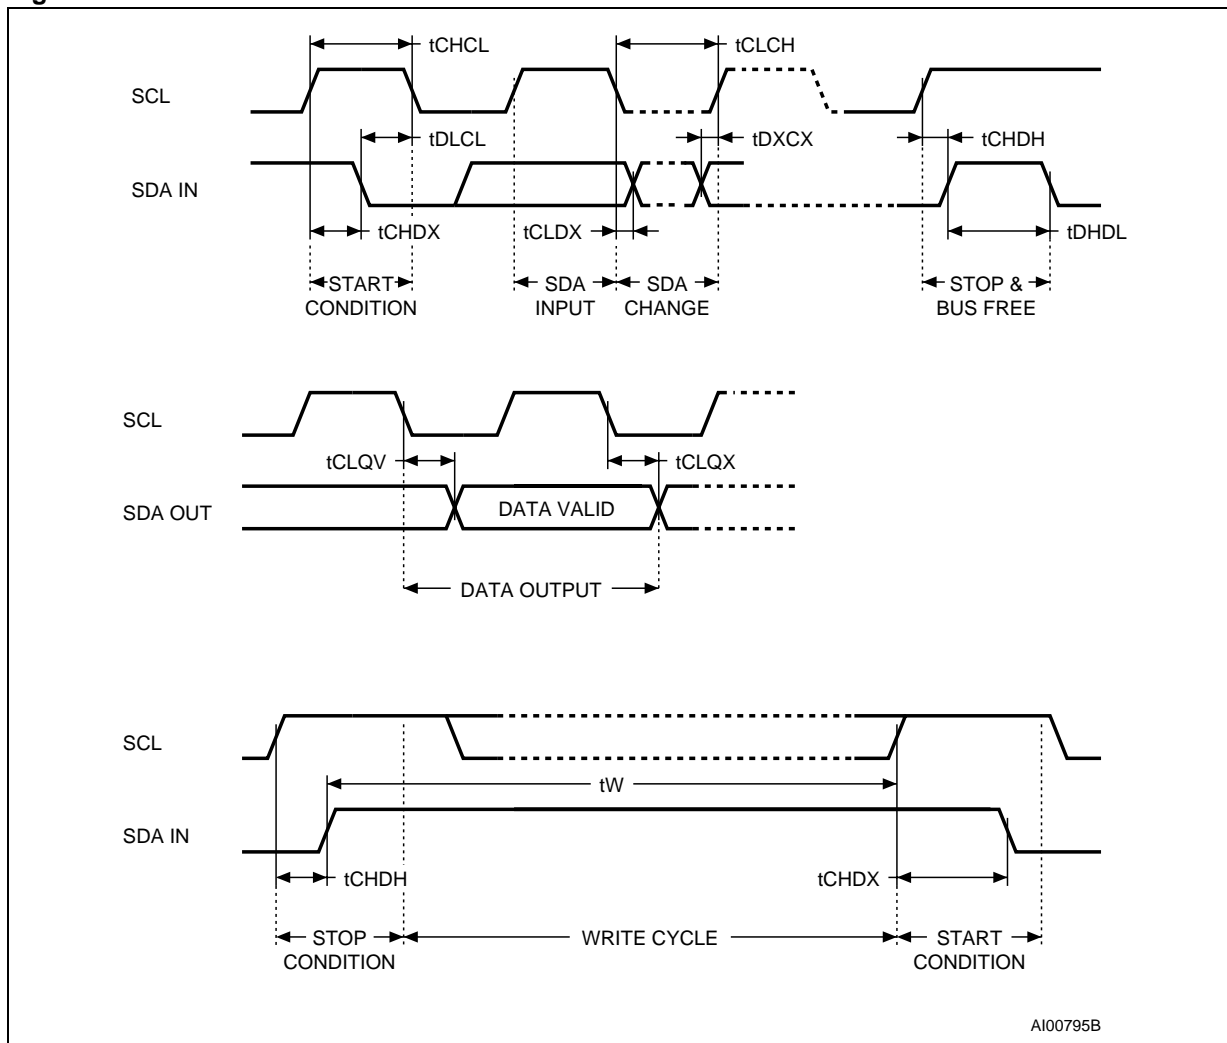 tCHCL
tCLCH
SCL
tDLCL
tDXCX
tCHDH
SDA IN
tCHDX
tCLDX
tDHDL
START CONDITION
SDA INPUT
SDA CHANGE
STOP & BUS FREE
SCL
tCLQV
tCLQX
SDA OUT
DATA VALID
DATA OUTPUT
SCL
tW
SDA IN
tCHDH
tCHDX
STOP CONDITION
WRITE CYCLE
START CONDITION
AI00795B